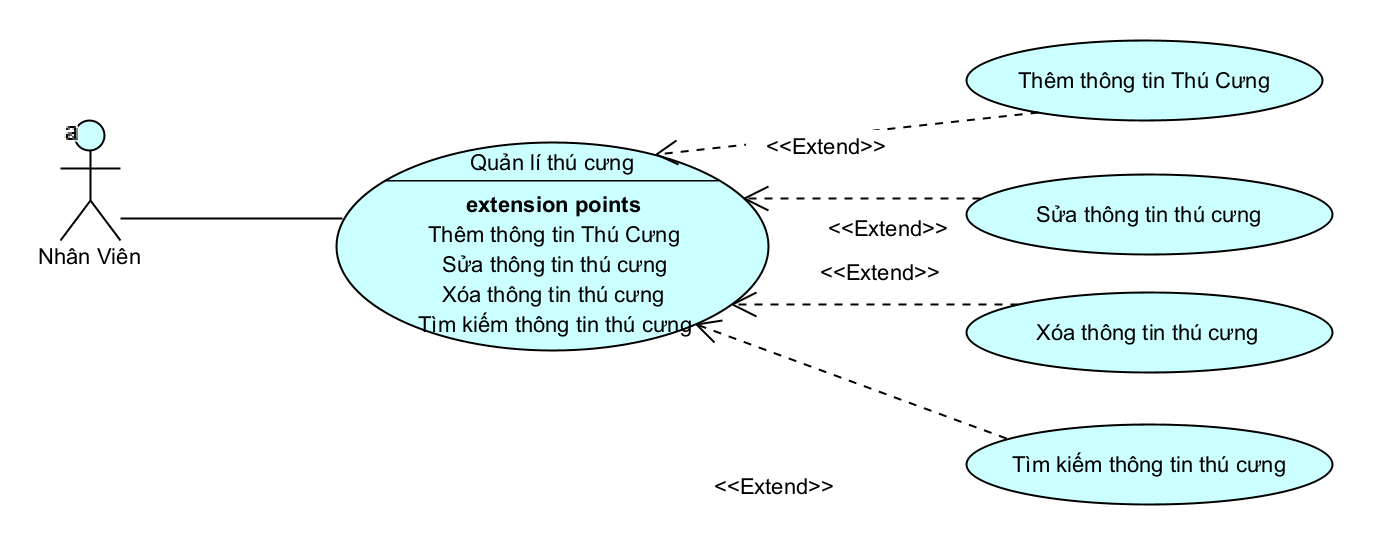 a
Nhân Viên
Quản lí thú cưng
extension points
Thêm thông tin Thú Cưng
Sửa thông tin thú cưng
Xóa thông tin thú cưng
Tìm kiếm thông tin thú cưng
<<Extend>>
<<Extend>>
<<Extend>>
<<Extend>>
Thêm thông tin Thú Cưng
Sửa thông tin thú cưng
Xóa thông tin thú cưng
Tìm kiếm thông tin thú cưng